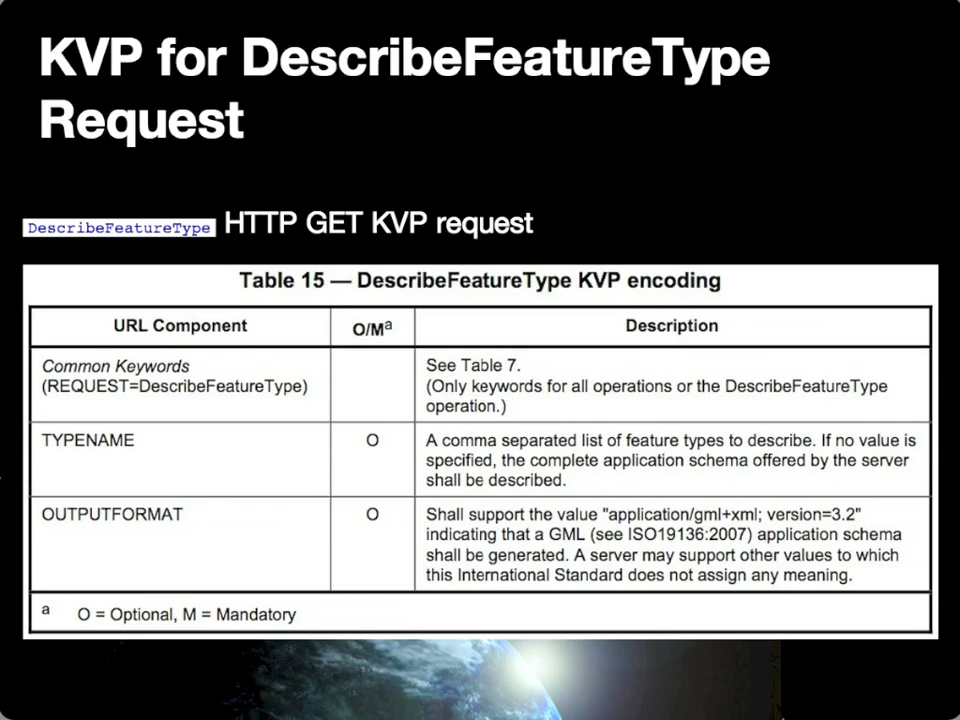 KVP for DescribeFeatureType
Request
DescribeFeatureType HTTP GET KVP request
Table 15 — DescribeFeatureType KVP encoding
URL Component O/Mᵃ Description
Common Keywords
(REQUEST=DescribeFeatureType)
See Table 7.
(Only keywords for all operations or the DescribeFeatureType
operation.)
TYPENAME O A comma separated list of feature types to describe. If no value is
specified, the complete application schema offered by the server
shall be described.
OUTPUTFORMAT O Shall support the value "application/gml+xml; version=3.2"
indicating that a GML (see ISO19136:2007) application schema
shall be generated. A server may support other values to which
this International Standard does not assign any meaning.
a O = Optional, M = Mandatory